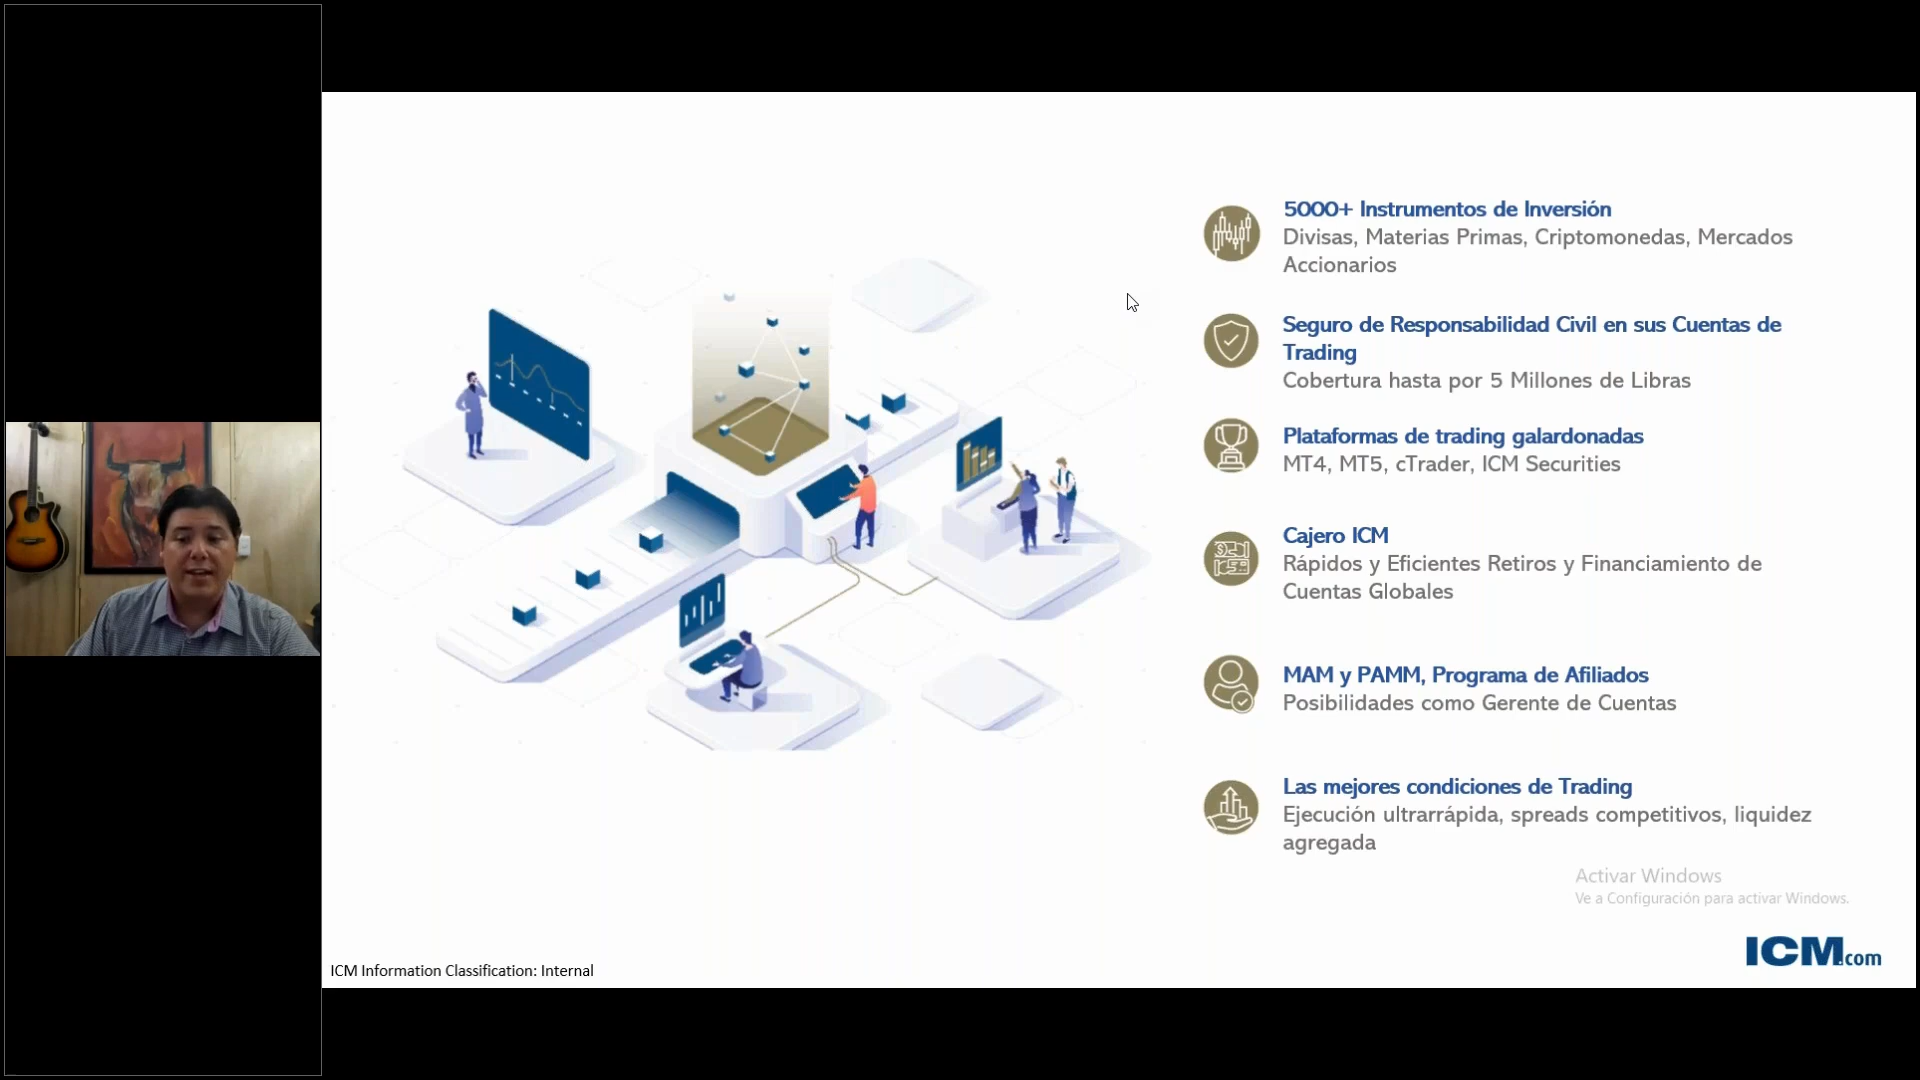 5000+ Instrumentos de Inversión
Divisas, Materias Primas, Criptomonedas, Mercados
Accionarios
Seguro de Responsabilidad Civil en sus Cuentas de
Trading
Cobertura hasta por 5 Millones de Libras
Plataformas de trading galardonadas
MT4, MT5, cTrader, ICM Securities
Cajero ICM
Rápidos y Eficientes Retiros y Financiamiento de
Cuentas Globales
MAM y PAMM, Programa de Afiliados
Posibilidades como Gerente de Cuentas
Las mejores condiciones de Trading
Ejecución ultrarrápida, spreads competitivos, liquidez
agregada
Activar Windows
Ve a Configuración para activar Windows.
ICM.com
ICM Information Classification: Internal